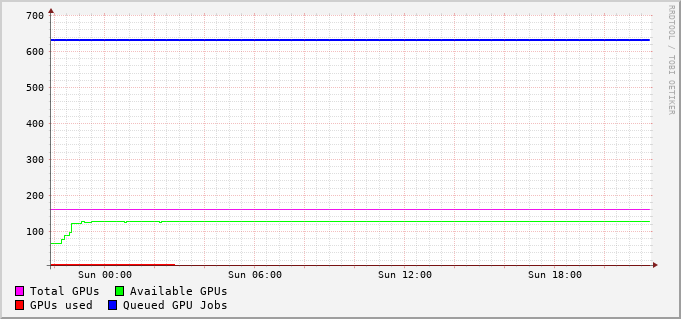 RRDTOOL / TOBI OETIKER
700
600
500
400
300
200
100
Sun 00:00 Sun 06:00 Sun 12:00 Sun 18:00
Total GPUs Available GPUs
GPUs used Queued GPU Jobs